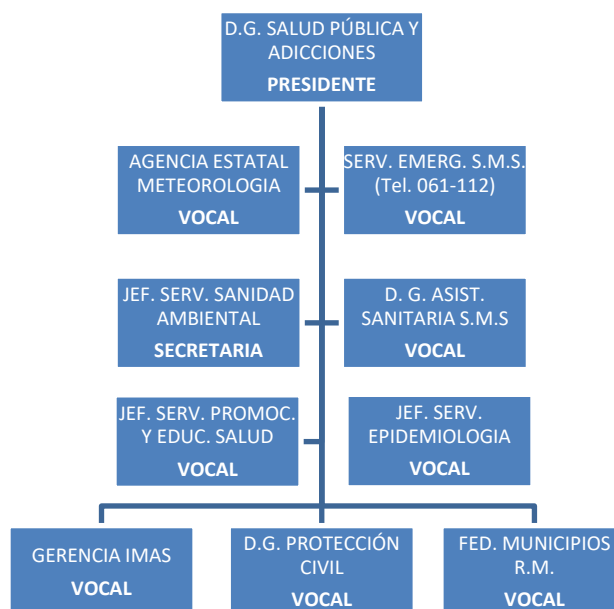 D.G. SALUD PÚBLICA Y
ADICCIONES
PRESIDENTE
AGENCIA ESTATAL
METEOROLOGIA
VOCAL
SERV. EMERG. S.M.S.
(Tel. 061-112)
VOCAL
JEF. SERV. SANIDAD
AMBIENTAL
SECRETARIA
D. G. ASIST.
SANITARIA S.M.S
VOCAL
JEF. SERV. PROMOC.
Y EDUC. SALUD
VOCAL
JEF. SERV.
EPIDEMIOLOGIA
VOCAL
GERENCIA IMAS
VOCAL
D.G. PROTECCIÓN
CIVIL
VOCAL
FED. MUNICIPIOS
R.M.
VOCAL